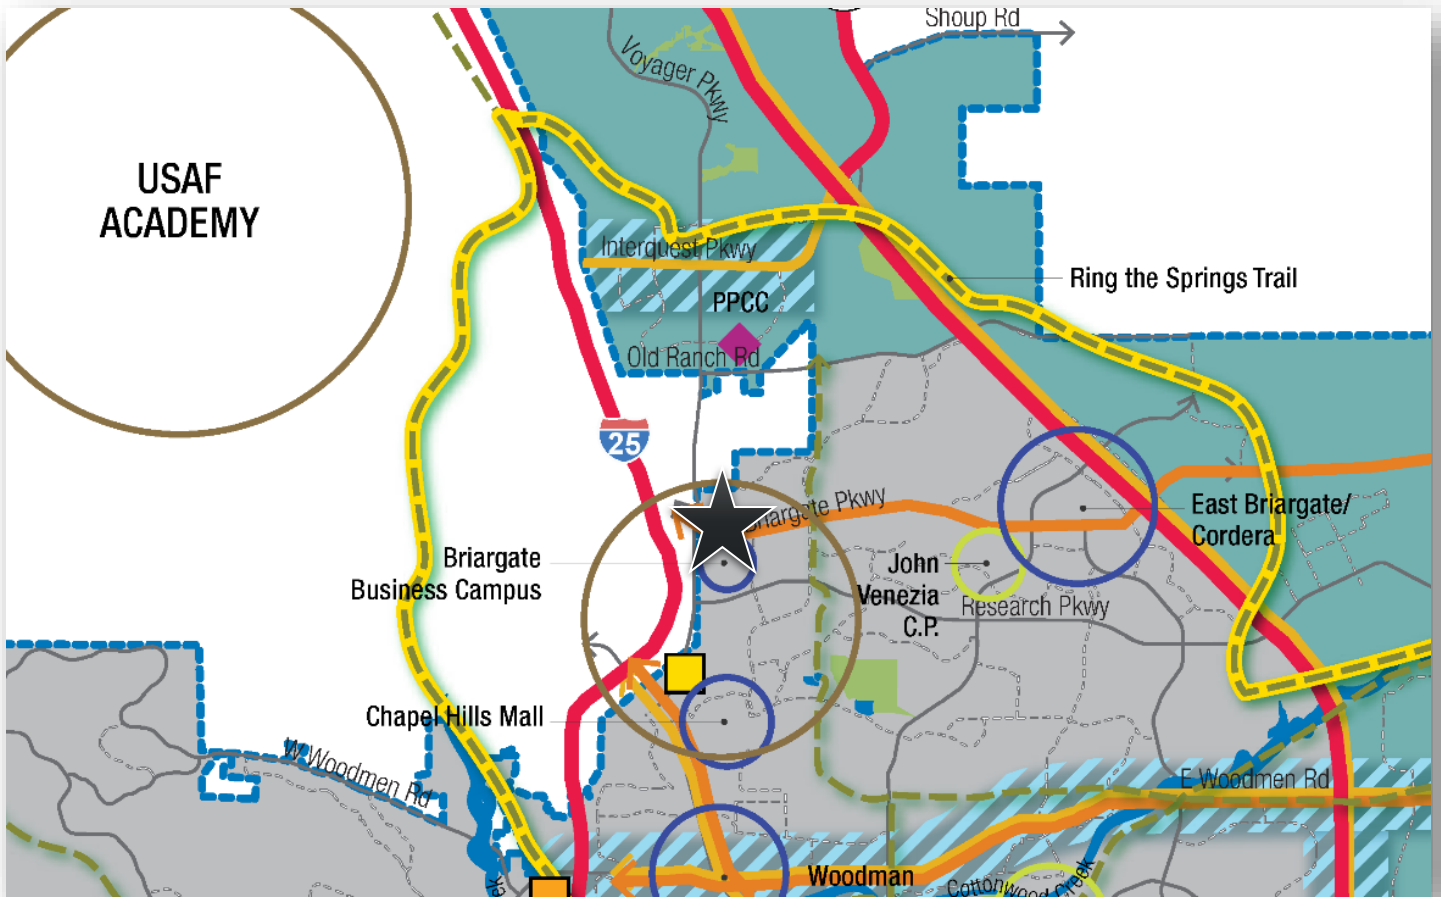 Shoup Rd
Voyager Pkwy
USAF
ACADEMY
Interquest Pkwy
Ring the Springs Trail
PPCC
Old Ranch Rd
25
Pkwy
East Briargate/
Cordera
Briargate
Business Campus
John
Venezia
C.P.
Research Pkwy
Chapel Hills Mall
W Woodmen Rd
E Woodmen Rd
Woodman
Cottonwood Creek